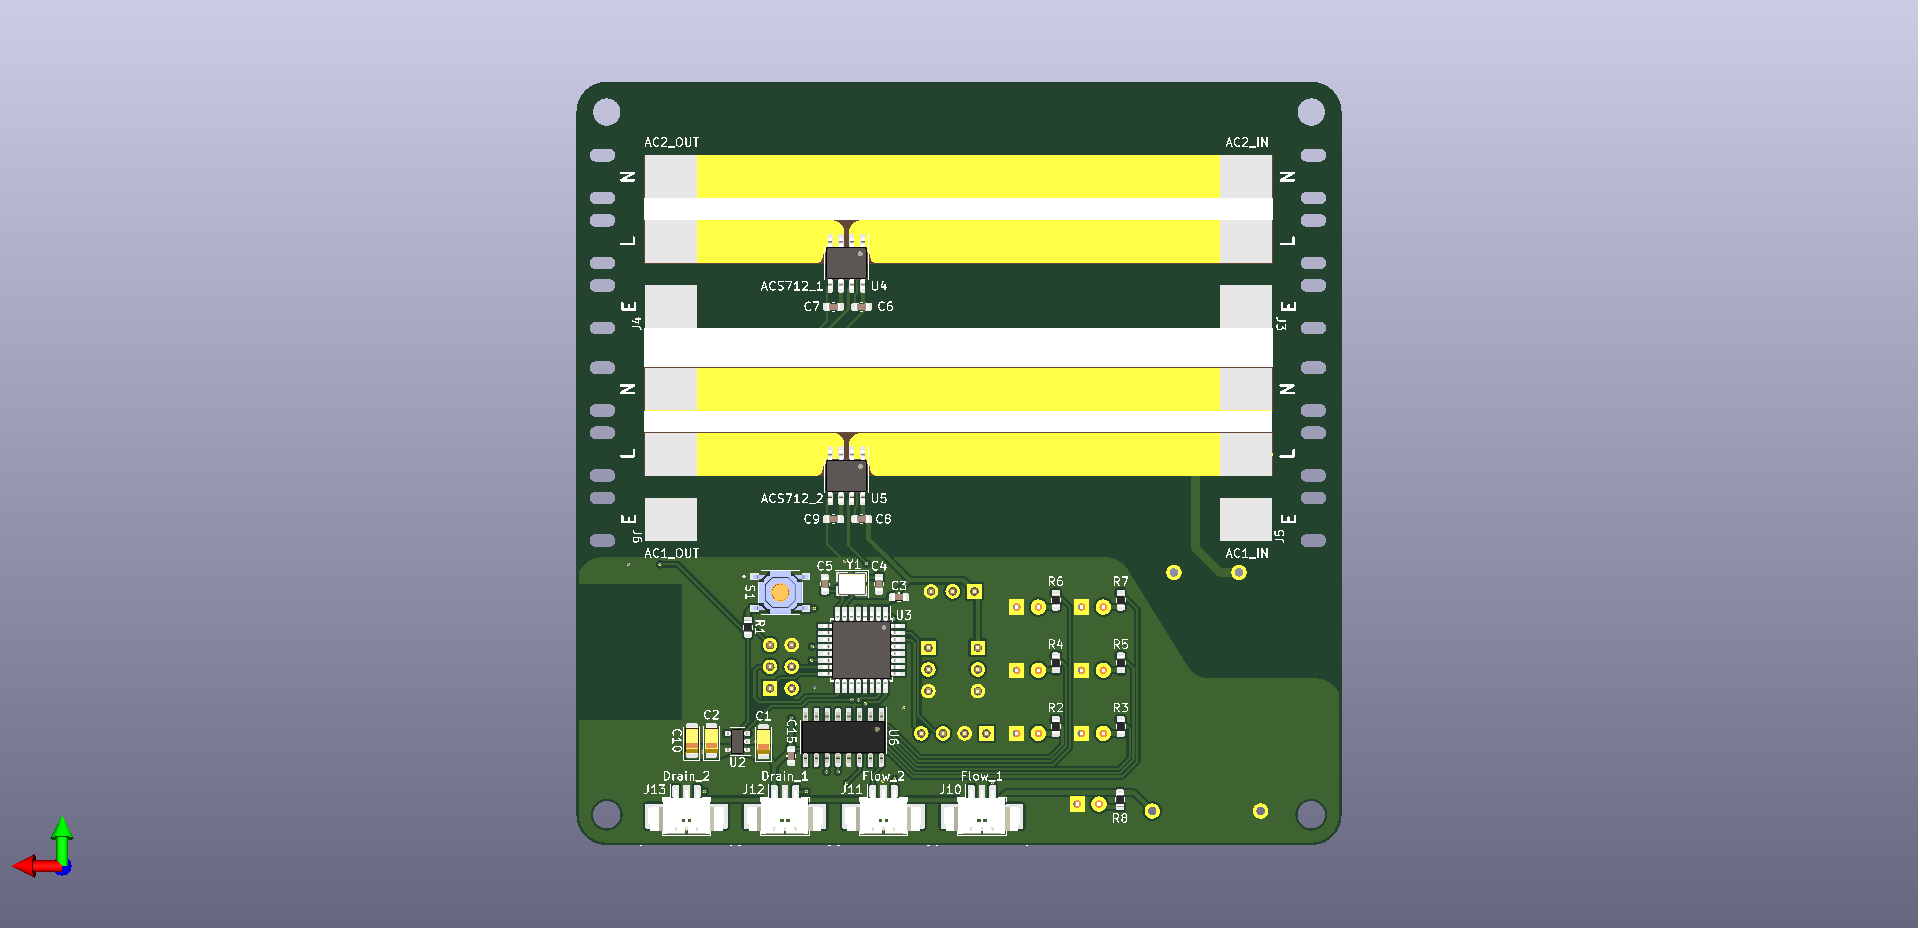 AC2_OUT
AC2_IN
N
N
L
L
ACS712_1
U4
C7
C6
E
E
J4
J3
N
N
L
L
ACS712_2
U5
C9
C8
E
E
J6
J5
AC1_OUT
AC1_IN
C5
Y1
C4
S1
C3
R6
R7
U3
R1
R4
R5
C2
C1
R2
R3
C10
C15
U6
U2
Drain_2
Drain_1
Flow_2
Flow_1
J13
J12
J11
J10
R8